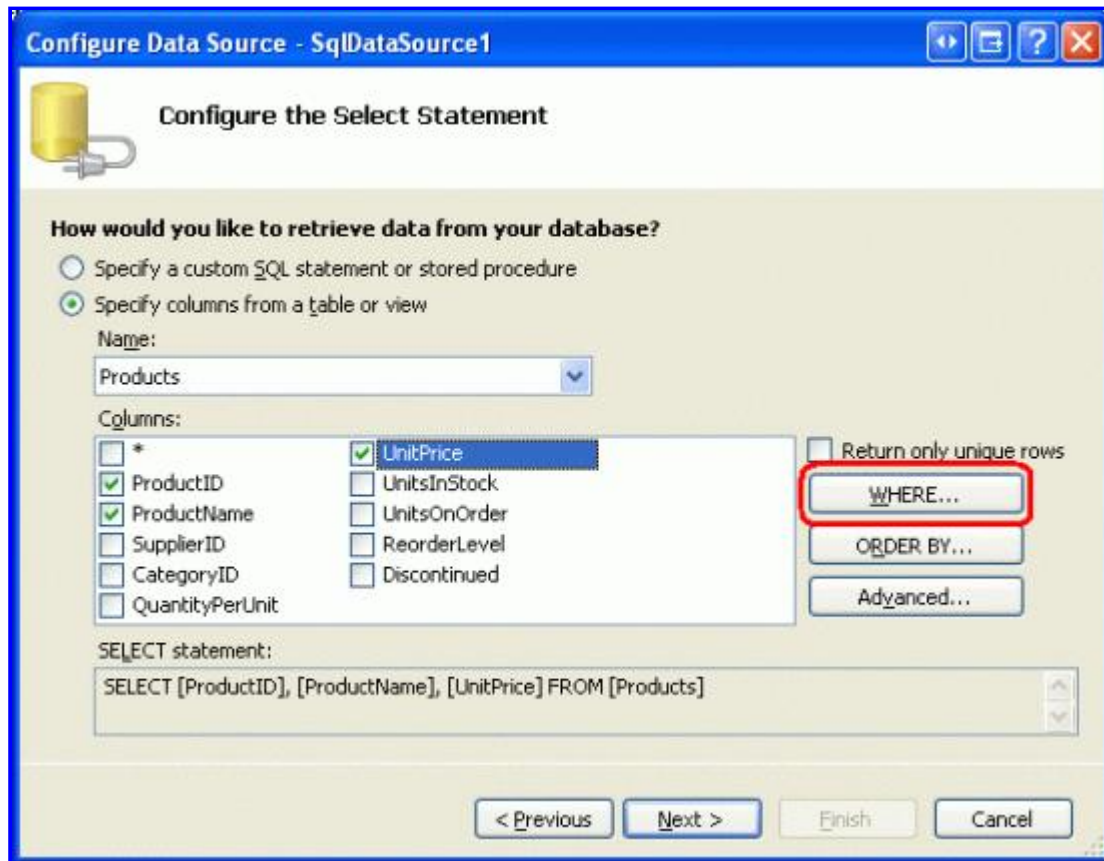 Configure Data Source - SqlDataSource1
Configure the Select Statement
How would you like to retrieve data from your database?
Specify a custom SQL statement or stored procedure
Specify columns from a table or view
Name:
Products
Columns:
*
ProductID
ProductName
SupplierID
CategoryID
QuantityPerUnit
UnitPrice
UnitsInStock
UnitsOnOrder
ReorderLevel
Discontinued
Return only unique rows
WHERE...
ORDER BY...
Advanced...
SELECT statement:
SELECT [ProductID], [ProductName], [UnitPrice] FROM [Products]
< Previous
Next >
Finish
Cancel